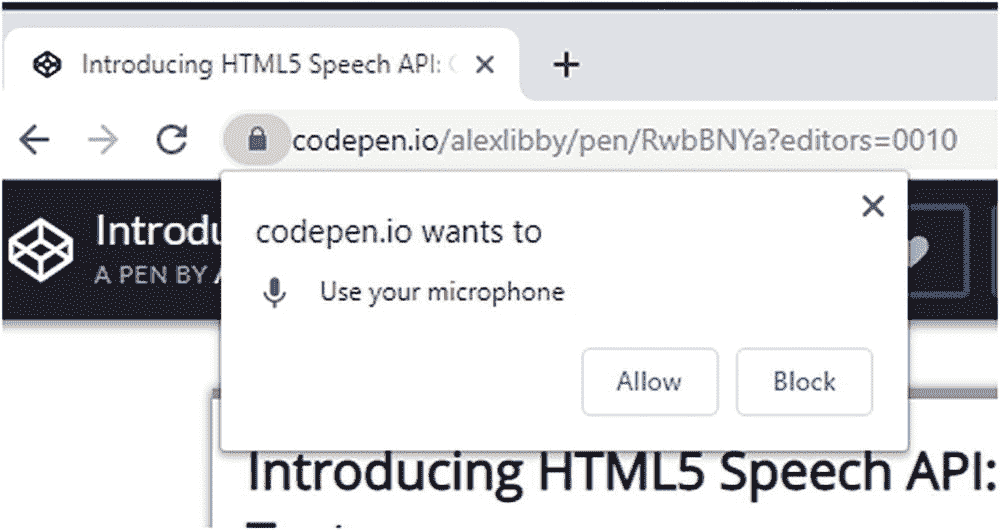 Introducing HTML5 Speech API:
codepen.io/alexlibby/pen/RwbBNYa?editors=0010
codepen.io wants to
Use your microphone
Allow
Block
A PEN BY
Introducing HTML5 Speech API: